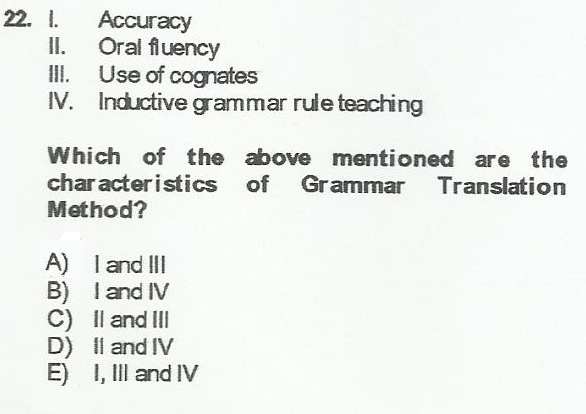 22. I. Accuracy
II. Oral fluency
III. Use of cognates
IV. Inductive grammar rule teaching
Which of the above mentioned are the
characteristics of Grammar Translation
Method?
A) I and III
B) I and IV
C) II and III
D) II and IV
E) I, III and IV